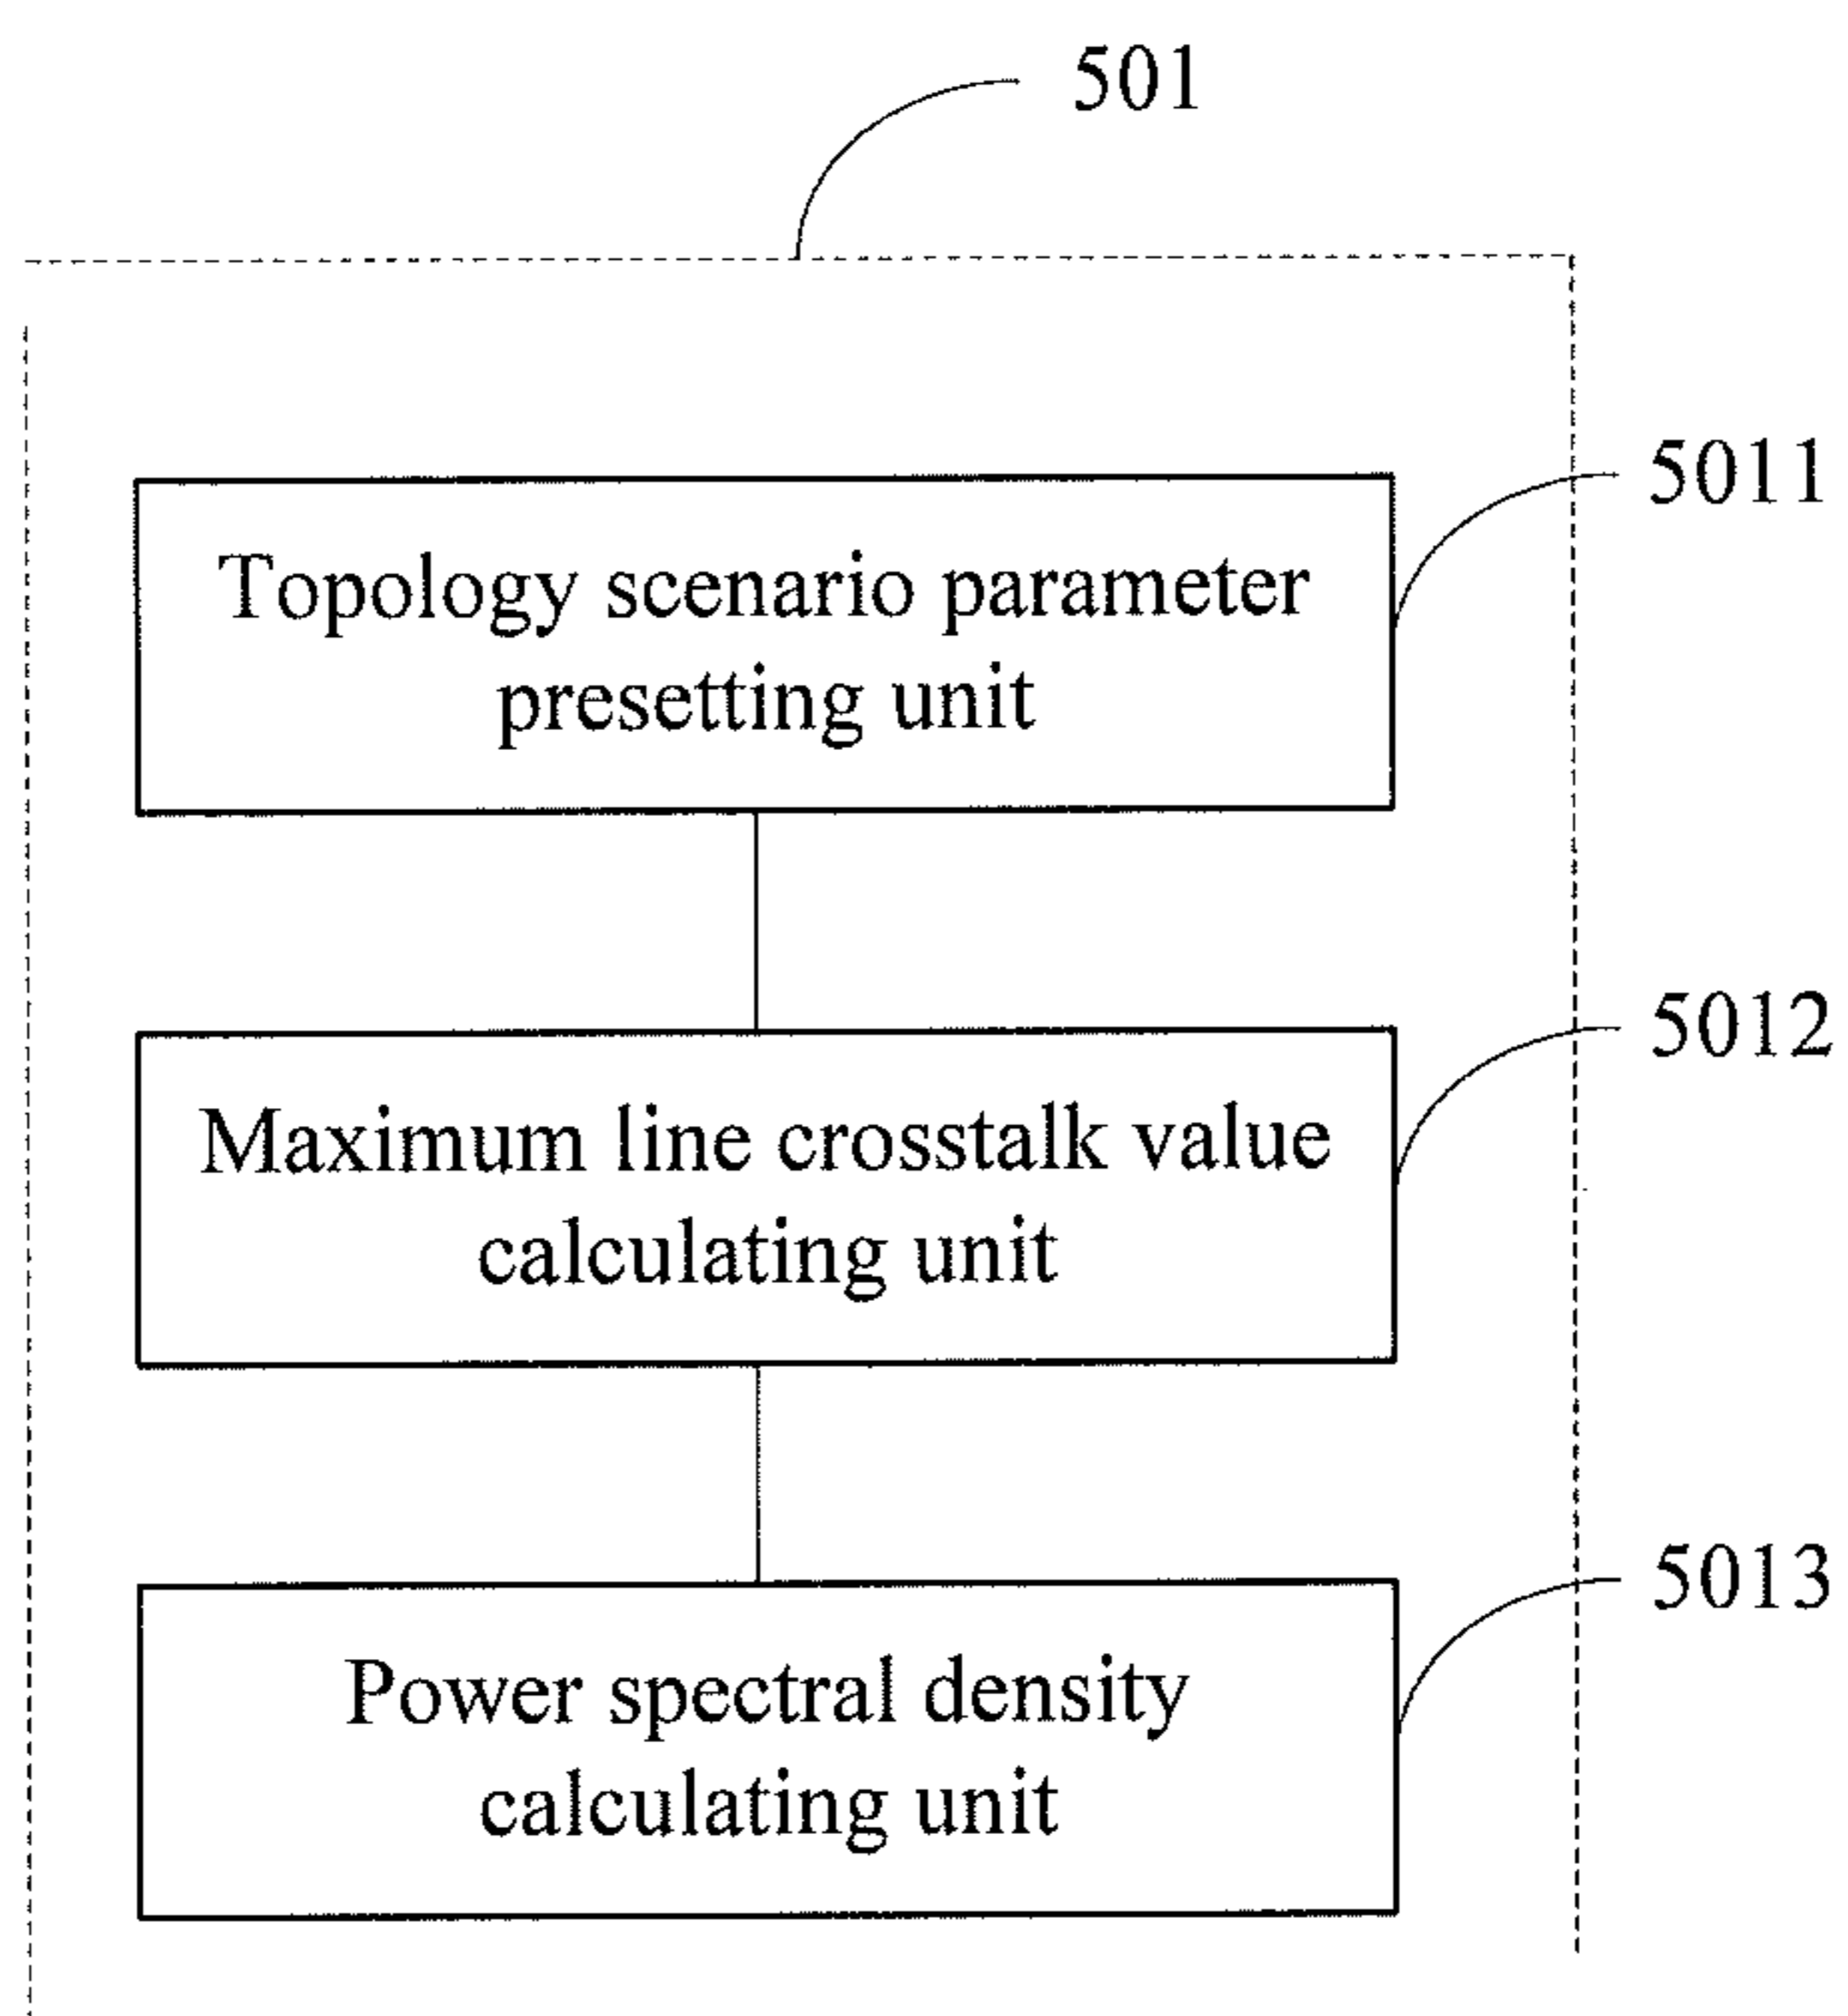 501
5011
Topology scenario parameter
presetting unit
5012
Maximum line crosstalk value
calculating unit
5013
Power spectral density
calculating unit